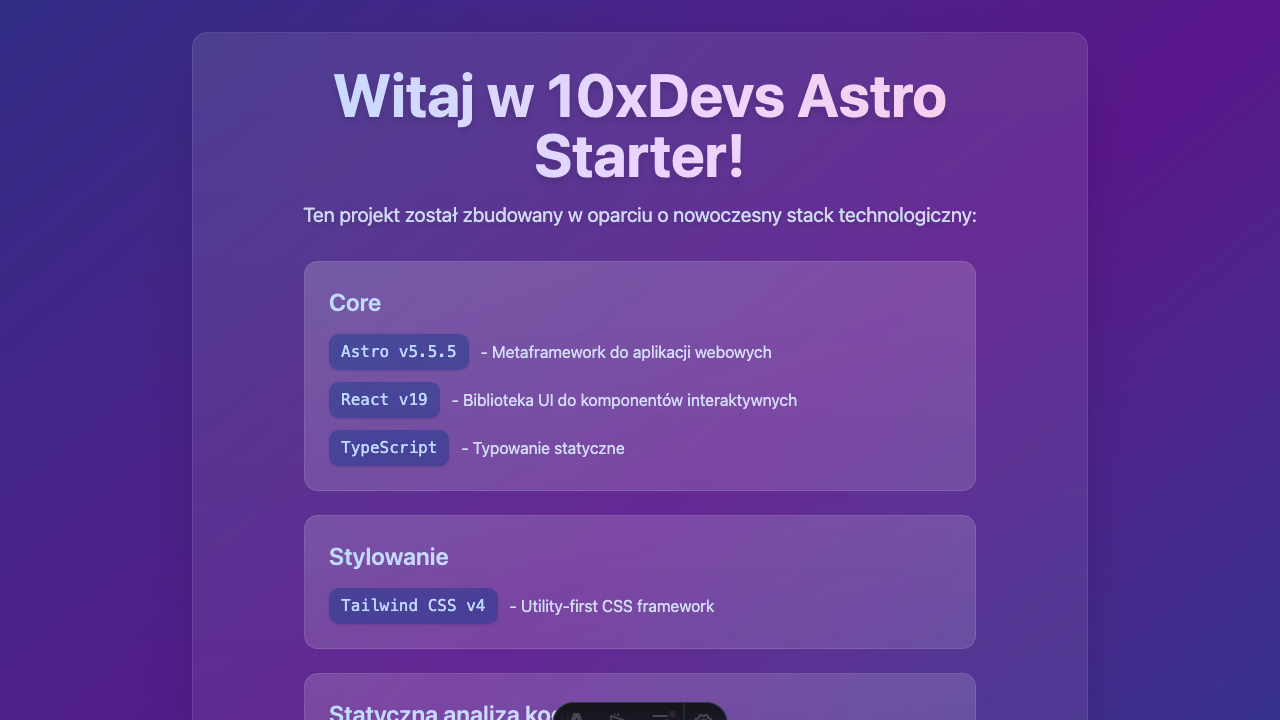 Witaj w 10xDevs Astro
Starter!
Ten projekt został zbudowany w oparciu o nowoczesny stack technologiczny:
Core
Astro v5.5.5 - Metaframework do aplikacji webowych
React v19 - Biblioteka UI do komponentów interaktywnych
TypeScript - Typowanie statyczne
Stylowanie
Tailwind CSS v4 - Utility-first CSS framework
Statyczna analiza